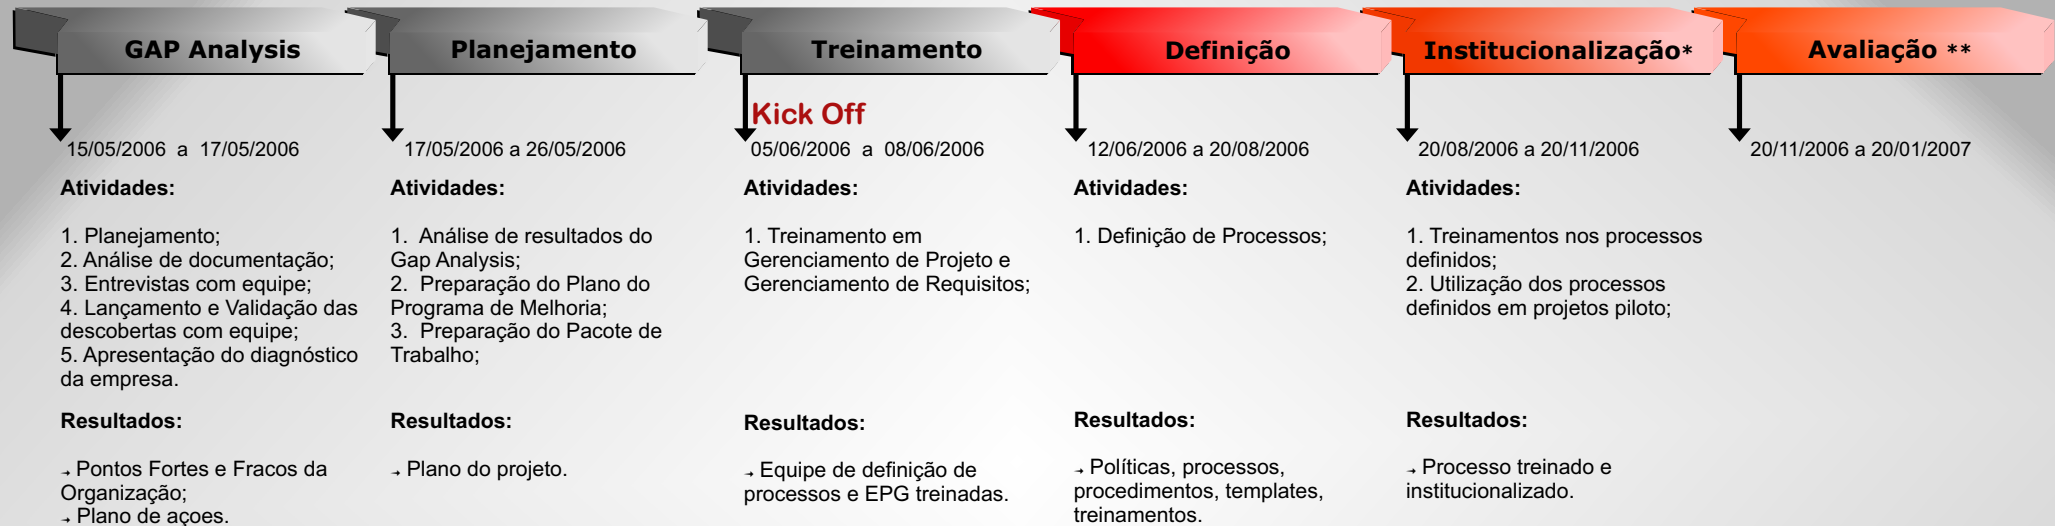 GAP Analysis
15/05/2006 a 17/05/2006
Atividades:
1. Planejamento;
2. Análise de documentação;
3. Entrevistas com equipe;
4. Lançamento e Validação das
descobertas com equipe;
5. Apresentação do diagnóstico
da empresa.
Resultados:
→ Pontos Fortes e Fracos da
Organização;
→ Plano de açoes.
Planejamento
17/05/2006 a 26/05/2006
Atividades:
1. Análise de resultados do
Gap Analysis;
2. Preparação do Plano do
Programa de Melhoria;
3. Preparação do Pacote de
Trabalho;
Resultados:
→ Plano do projeto.
Treinamento
Kick Off
05/06/2006 a 08/06/2006
Atividades:
1. Treinamento em
Gerenciamento de Projeto e
Gerenciamento de Requisitos;
Resultados:
→ Equipe de definição de
processos e EPG treinadas.
Definição
12/06/2006 a 20/08/2006
Atividades:
1. Definição de Processos;
Resultados:
→ Políticas, processos,
procedimentos, templates,
treinamentos.
Institucionalização*
20/08/2006 a 20/11/2006
Atividades:
1. Treinamentos nos processos
definidos;
2. Utilização dos processos
definidos em projetos piloto;
Resultados:
→ Processo treinado e
institucionalizado.
Avaliação **
20/11/2006 a 20/01/2007